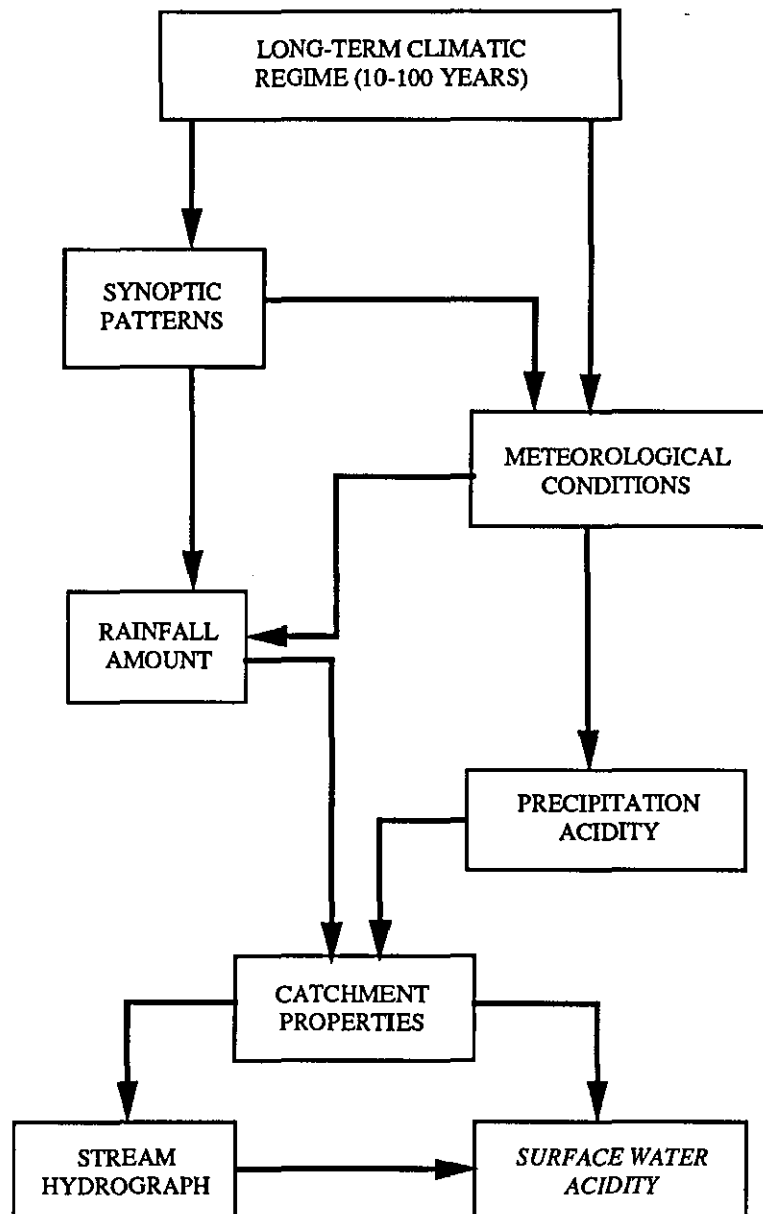 LONG-TERM CLIMATIC
REGIME (10-100 YEARS)
SYNOPTIC
PATTERNS
METEOROLOGICAL
CONDITIONS
RAINFALL
AMOUNT
PRECIPITATION
ACIDITY
CATCHMENT
PROPERTIES
STREAM
HYDROGRAPH
SURFACE WATER
ACIDITY